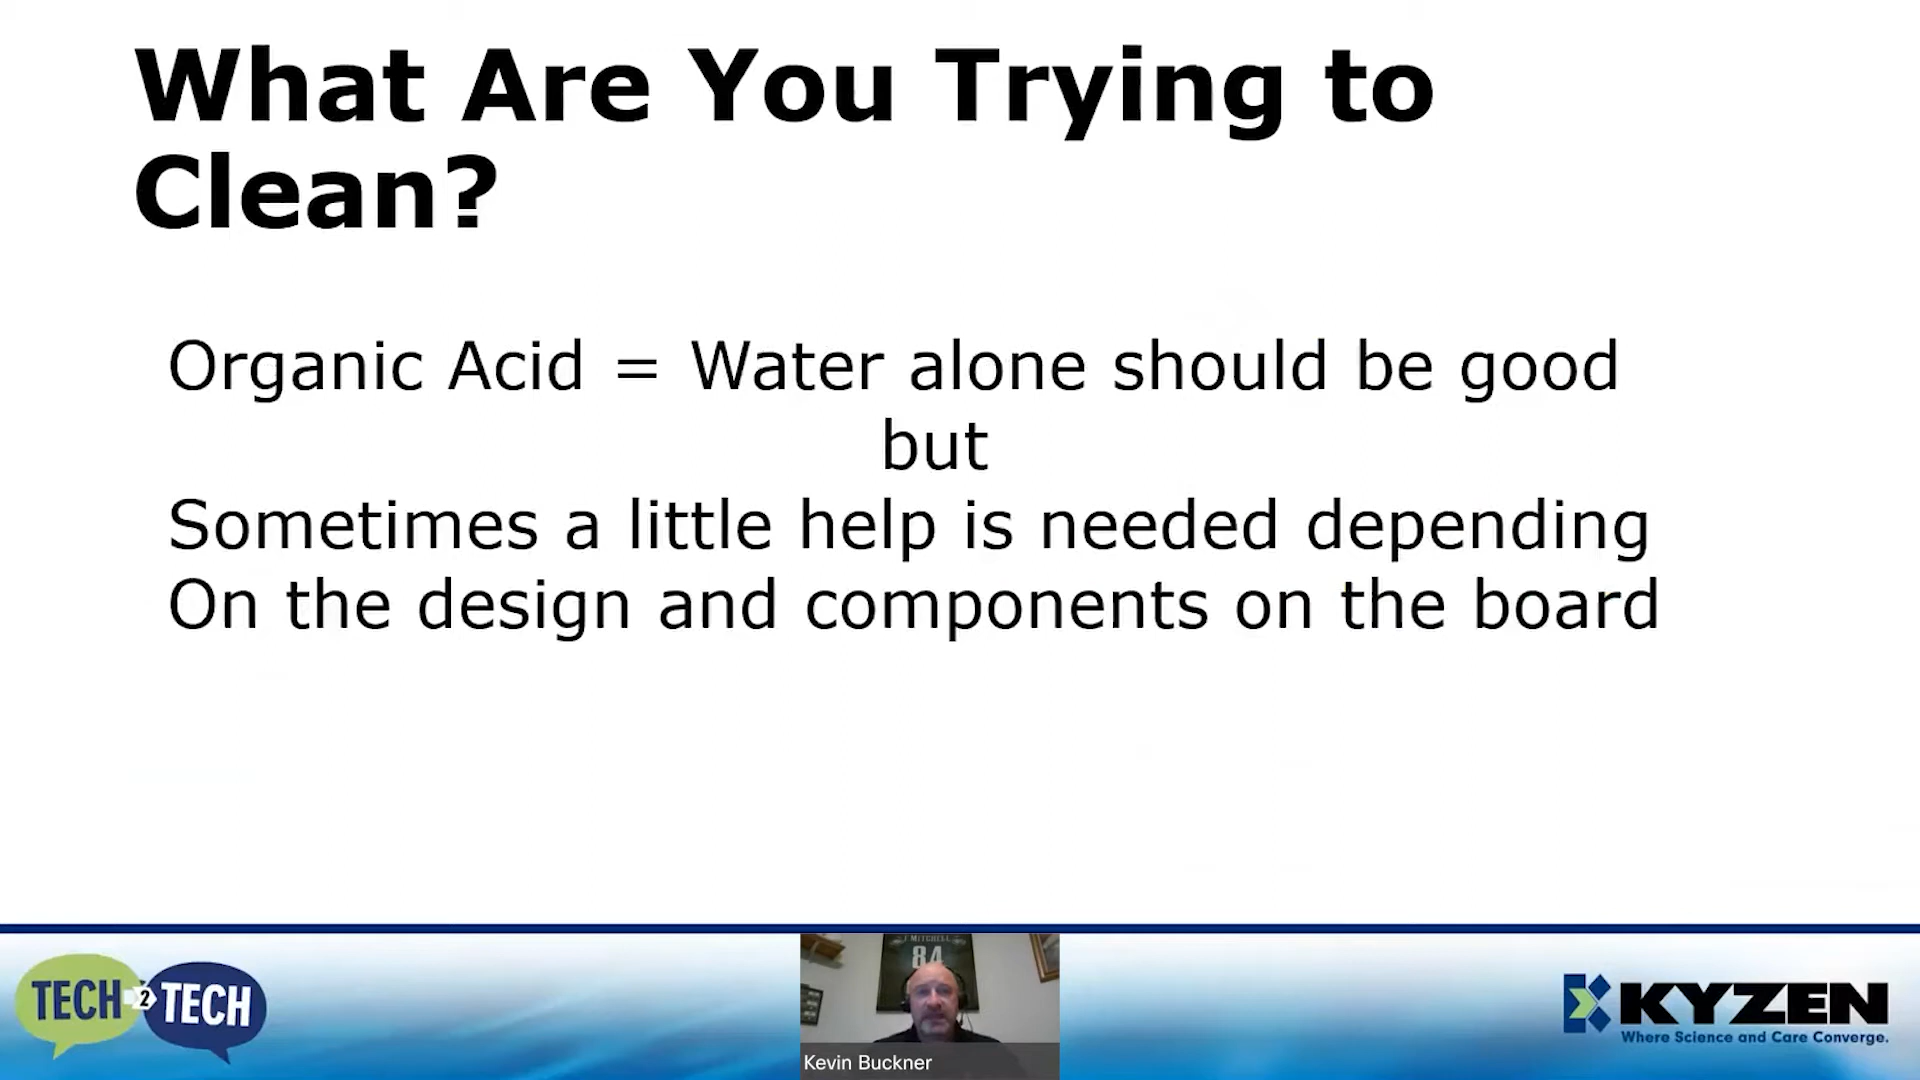 What Are You Trying to
Clean?
Organic Acid = Water alone should be good
but
Sometimes a little help is needed depending
On the design and components on the board
TECH 2 TECH
J MITCHELL
84
Kevin Buckner
KYZEN
Where Science and Care Converge.